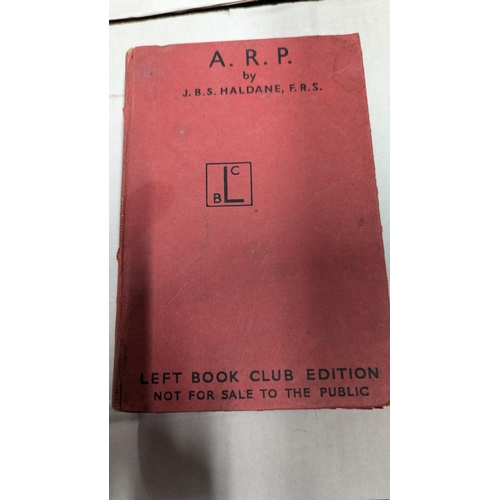 A. R. P.
by
J. B. S. HALDANE, F. R. S.
C
L
B
LEFT BOOK CLUB EDITION
NOT FOR SALE TO THE PUBLIC